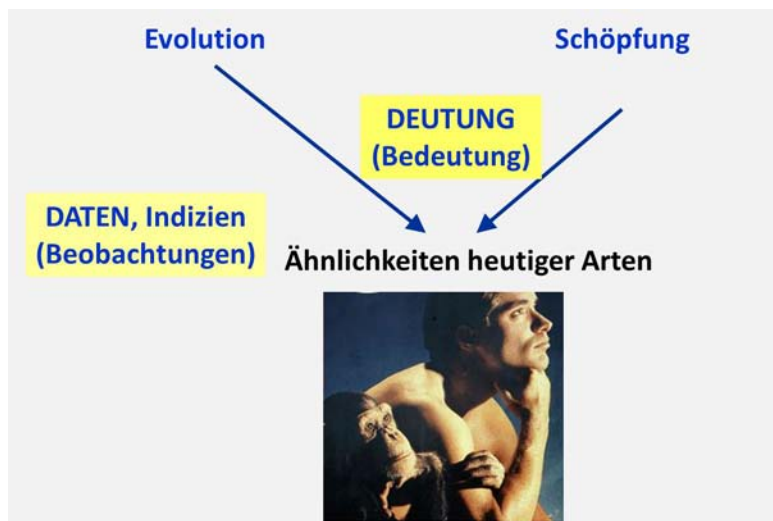 Evolution
Schöpfung
DEUTUNG
(Bedeutung)
DATEN, Indizien
(Beobachtungen)
Ähnlichkeiten heutiger Arten